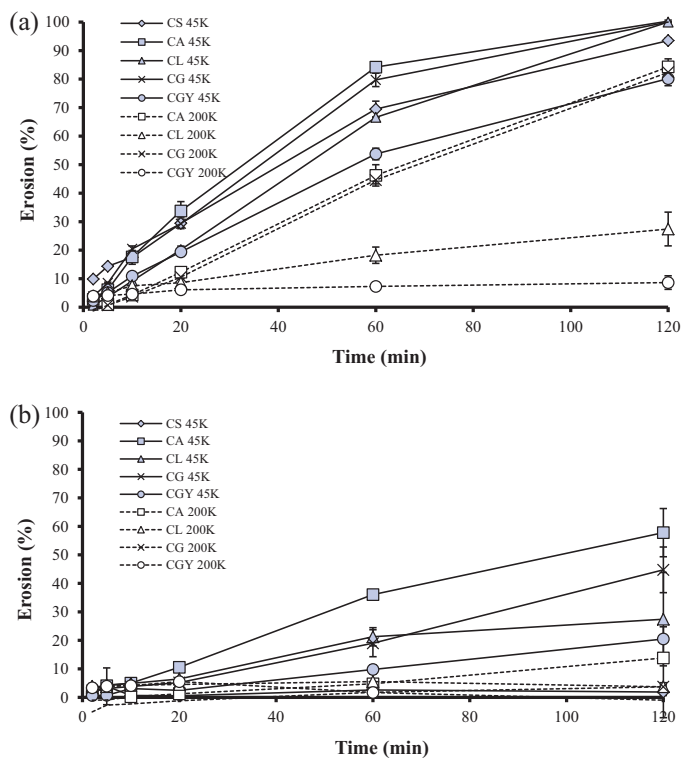 (a)
100
90
80
70
60
50
40
30
20
10
0
Erosion (%)
CS 45K
CA 45K
CL 45K
CG 45K
CGY 45K
CA 200K
CL 200K
CG 200K
CGY 200K
0 20 40 60 80 100 120
Time (min)
(b)
100
90
80
70
60
50
40
30
20
10
0
Erosion (%)
CS 45K
CA 45K
CL 45K
CG 45K
CGY 45K
CA 200K
CL 200K
CG 200K
CGY 200K
0 20 40 60 80 100 120
Time (min)